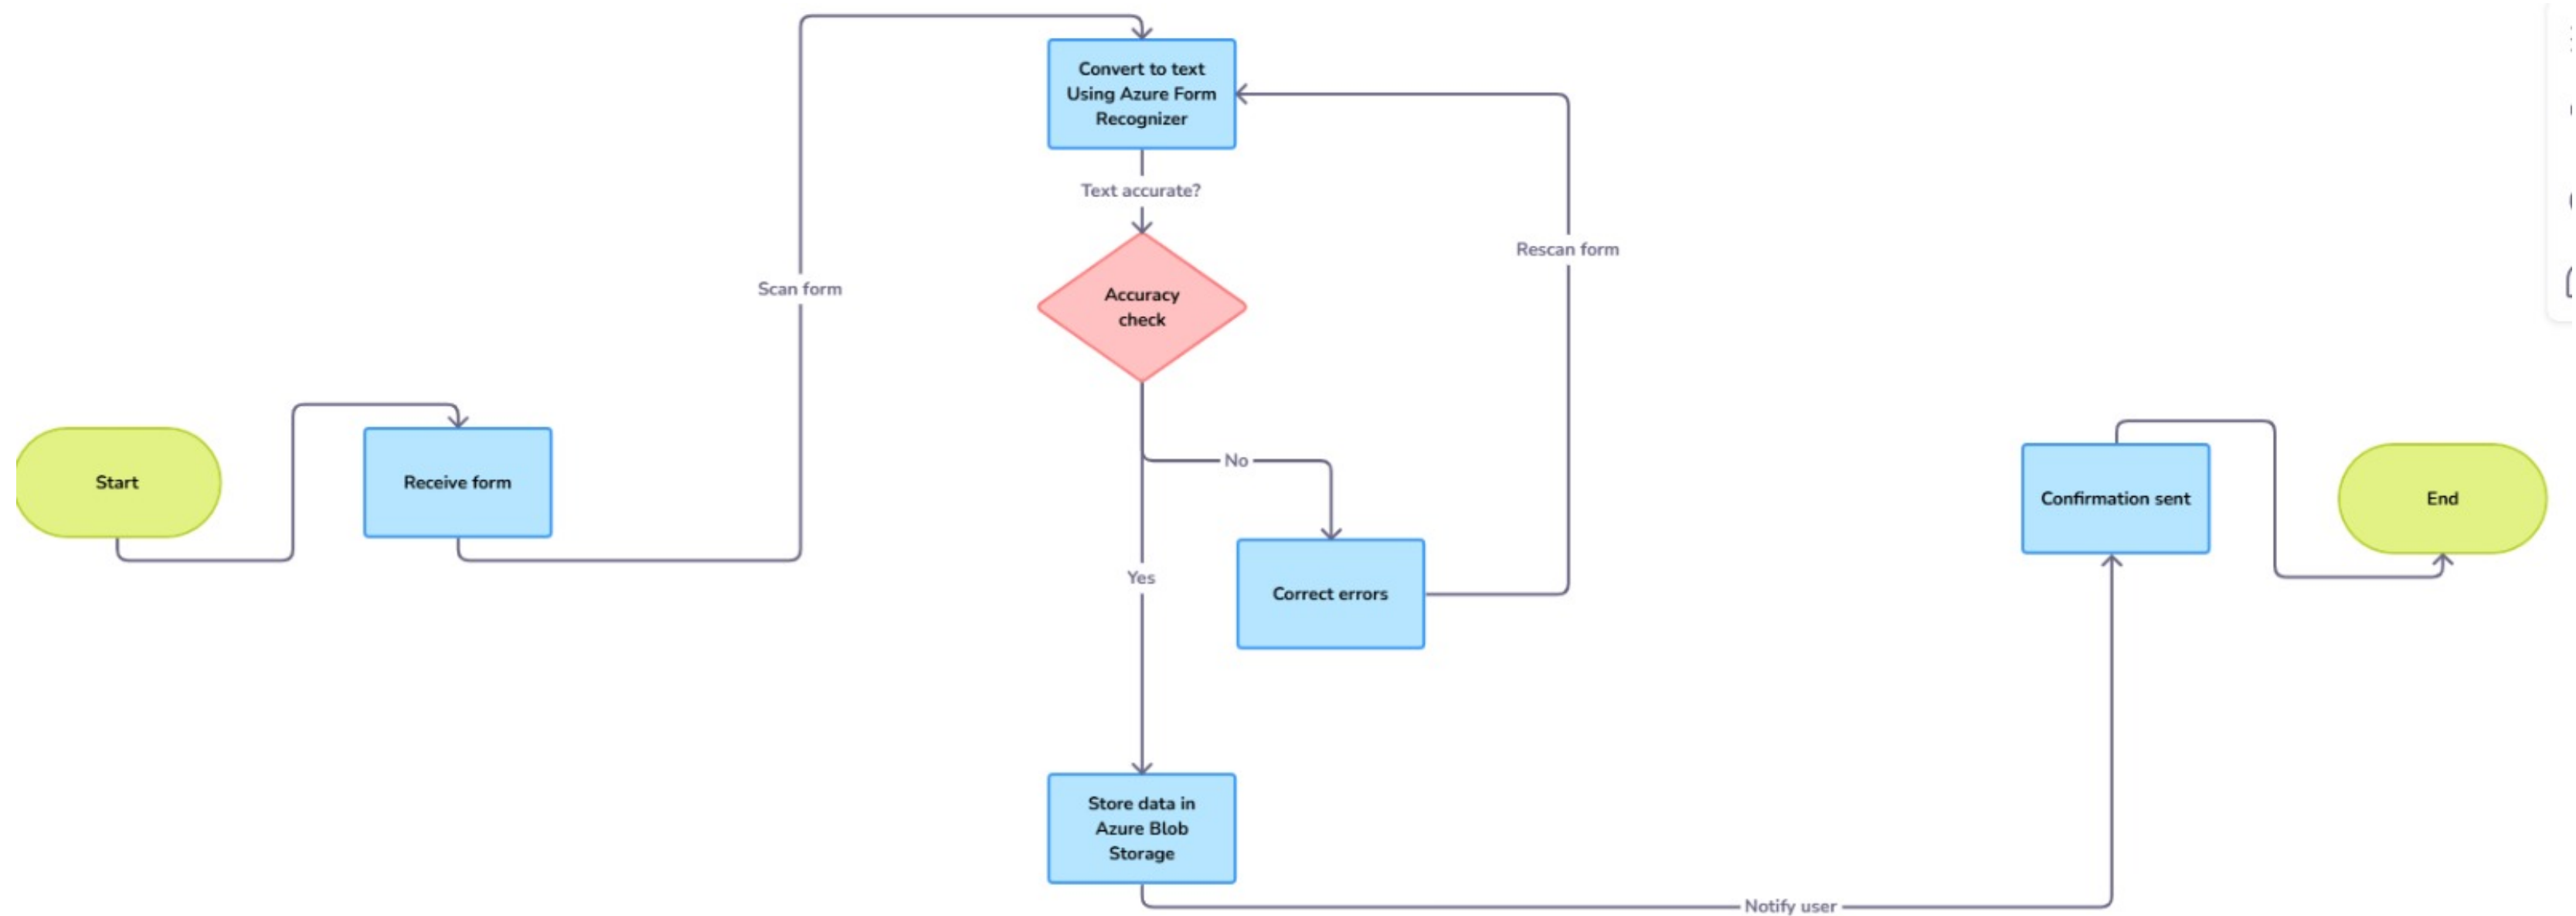 Start
Receive form
Scan form
Convert to text
Using Azure Form
Recognizer
Text accurate?
Accuracy
check
No
Yes
Correct errors
Rescan form
Store data in
Azure Blob
Storage
Notify user
Confirmation sent
End